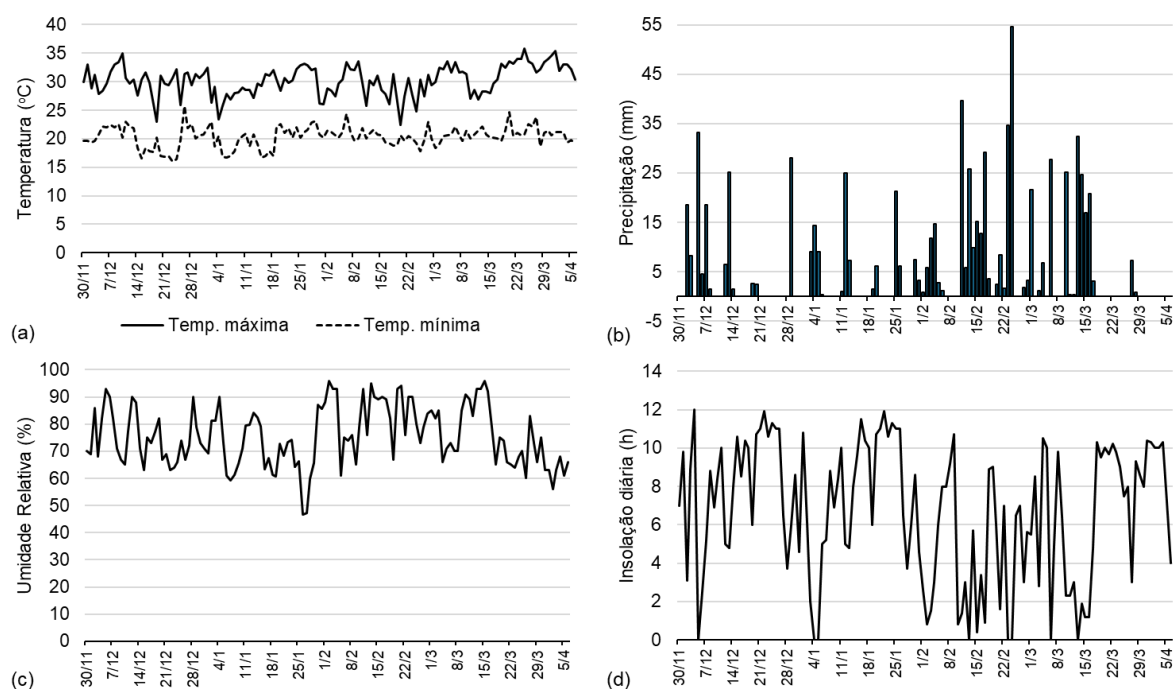 Temperatura (°C)
40
35
30
25
20
15
10
5
0
30/11 7/12 14/12 21/12 28/12 4/1 11/1 18/1 25/1 1/2 8/2 15/2 22/2 1/3 8/3 15/3 22/3 29/3 5/4
(a)
Temp. máxima Temp. mínima
Precipitação (mm)
55
45
35
25
15
5
-5
30/11 7/12 14/12 21/12 28/12 4/1 11/1 18/1 25/1 1/2 8/2 15/2 22/2 1/3 8/3 15/3 22/3 29/3 5/4
(b)
Umidade Relativa (%)
100
90
80
70
60
50
40
30
20
10
0
30/11 7/12 14/12 21/12 28/12 4/1 11/1 18/1 25/1 1/2 8/2 15/2 22/2 1/3 8/3 15/3 22/3 29/3 5/4
(c)
Insolação diária (h)
14
12
10
8
6
4
2
0
30/11 7/12 14/12 21/12 28/12 4/1 11/1 18/1 25/1 1/2 8/2 15/2 22/2 1/3 8/3 15/3 22/3 29/3 5/4
(d)